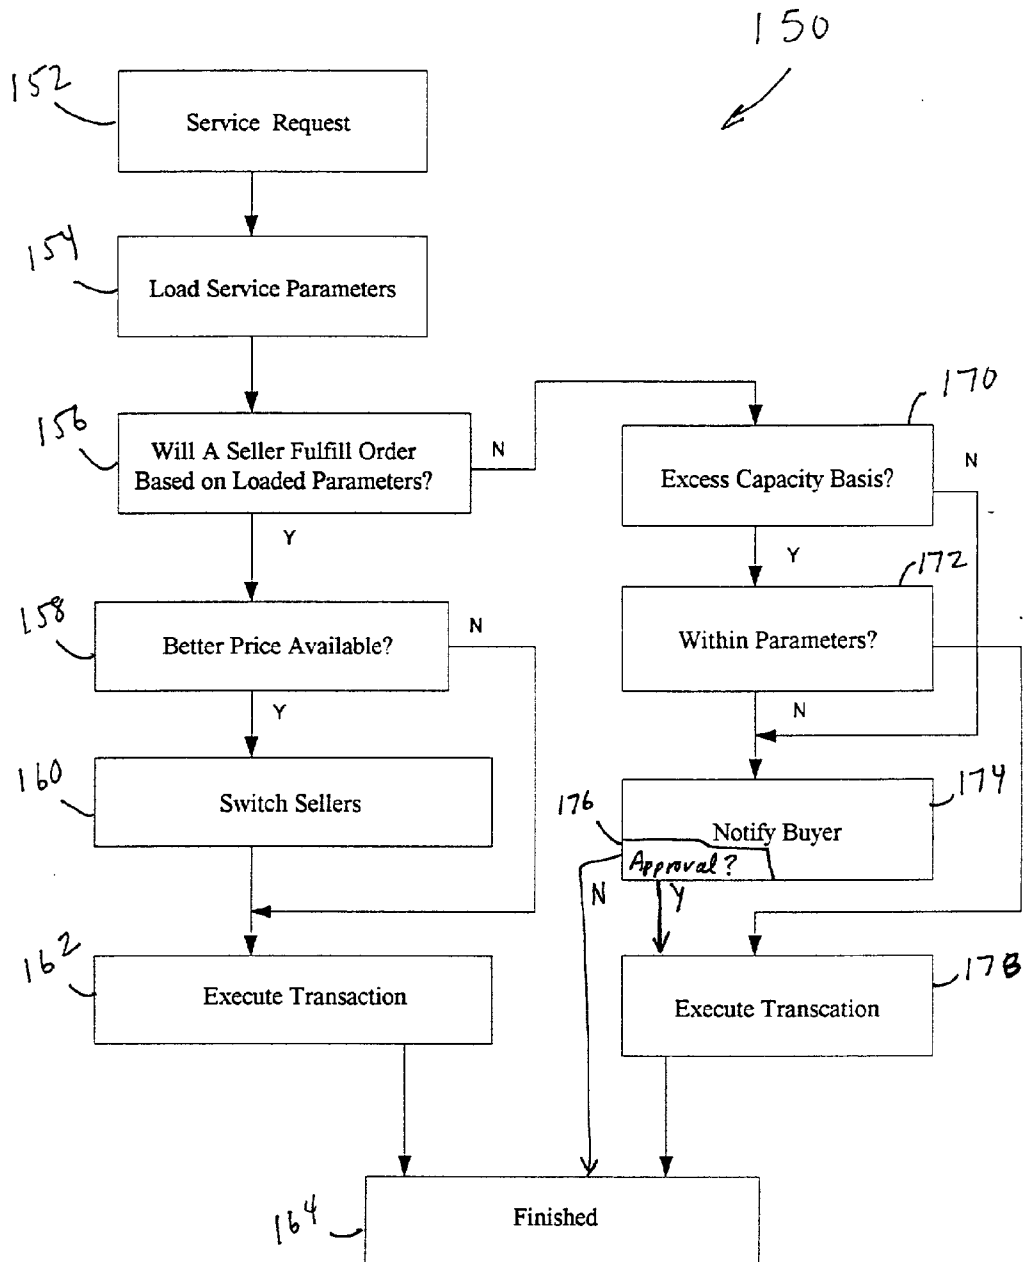 150
152
Service Request
154
Load Service Parameters
156
Will A Seller Fulfill Order
Based on Loaded Parameters?
N
Y
170
Excess Capacity Basis?
N
Y
158
Better Price Available?
N
Y
172
Within Parameters?
N
160
Switch Sellers
174
Notify Buyer
176
Approval?
N
Y
162
Execute Transaction
178
Execute Transcation
164
Finished